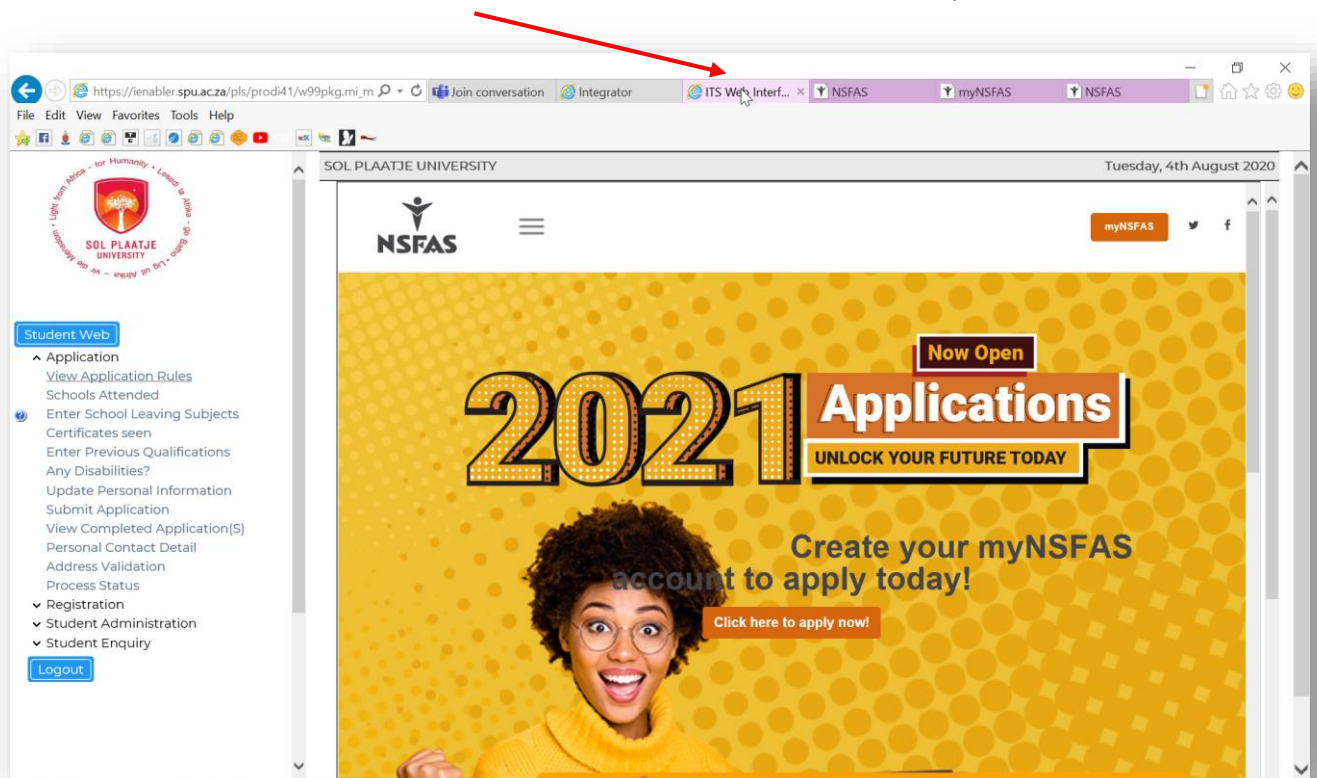 https://ienabler.spu.ac.za/pls/prodi41/w99pkg.mi_m
Join conversation
Integrator
ITS Web Interf...
NSFAS
myNSFAS
NSFAS
File Edit View Favorites Tools Help
SOL PLAATJE UNIVERSITY
Tuesday, 4th August 2020
SOL PLAATJE
UNIVERSITY
NSFAS
myNSFAS
Student Web
Application
View Application Rules
Schools Attended
Enter School Leaving Subjects
Certificates seen
Enter Previous Qualifications
Any Disabilities?
Update Personal Information
Submit Application
View Completed Application(S)
Personal Contact Detail
Address Validation
Process Status
Registration
Student Administration
Student Enquiry
Logout
Now Open
2021 Applications
UNLOCK YOUR FUTURE TODAY
Create your myNSFAS
account to apply today!
Click here to apply now!